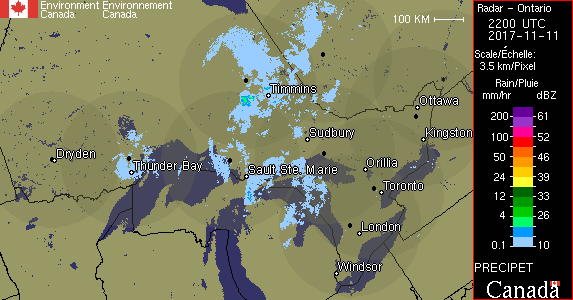 Environment Environnement
Canada Canada
100 KM
Timmins
Ottawa
Sudbury
Kingston
Dryden
Thunder Bay
Sault Ste. Marie
Orillia
Toronto
London
Windsor
Radar - Ontario
2200 UTC
2017-11-11
Scale/Échelle:
3.5 km/Pixel
Rain/Pluie
mm/hr dBZ
200 61
100 52
50 46
24 39
12 33
4 26
0.1 10
PRECIPET
Canada